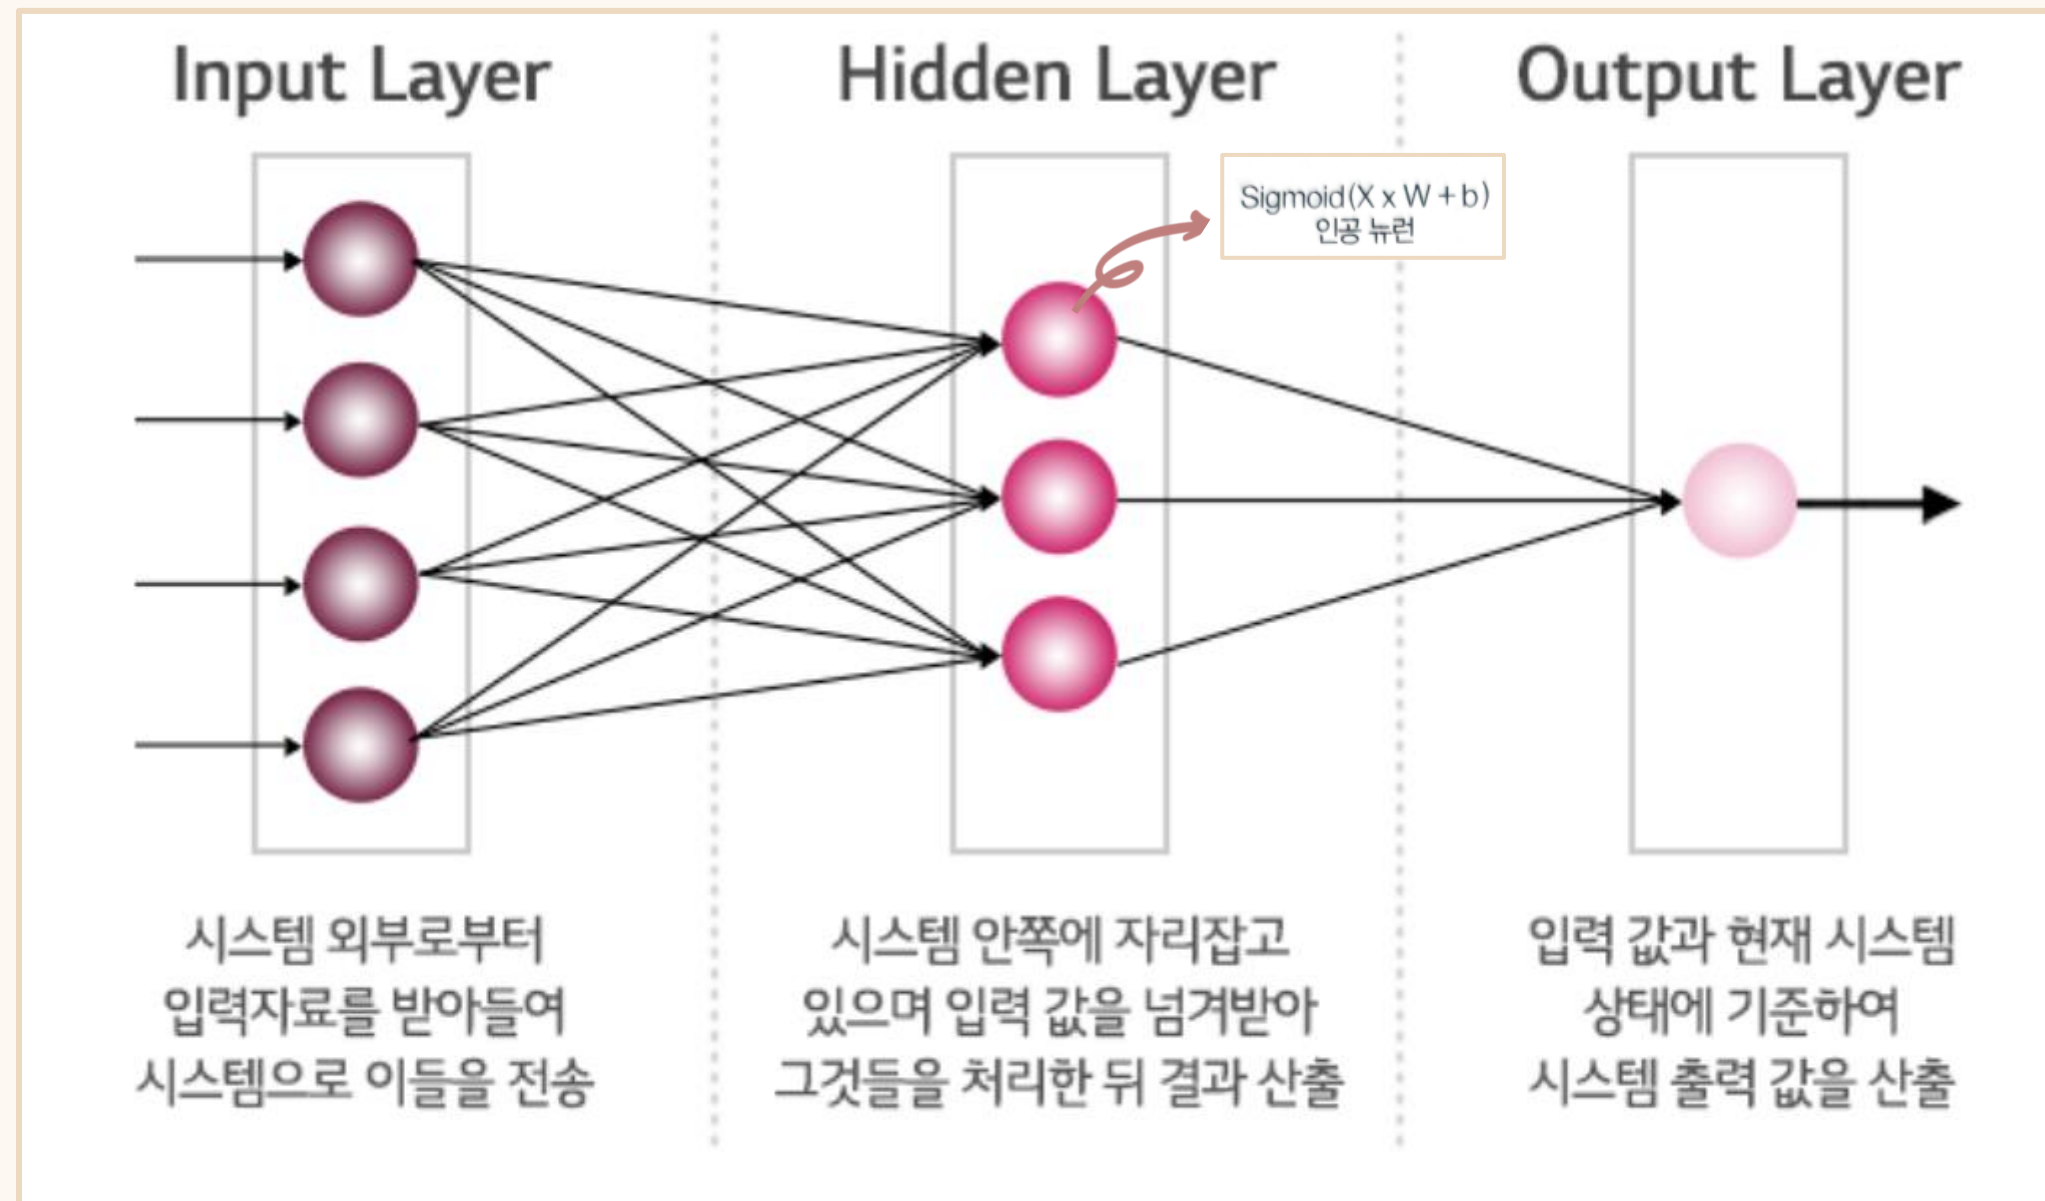 Input Layer
Hidden Layer
Output Layer
Sigmoid(X x W + b)
인공 뉴런
시스템 외부로부터
입력자료를 받아들여
시스템으로 이들을 전송
시스템 안쪽에 자리잡고
있으며 입력 값을 넘겨받아
그것들을 처리한 뒤 결과 산출
입력 값과 현재 시스템
상태에 기준하여
시스템 출력 값을 산출